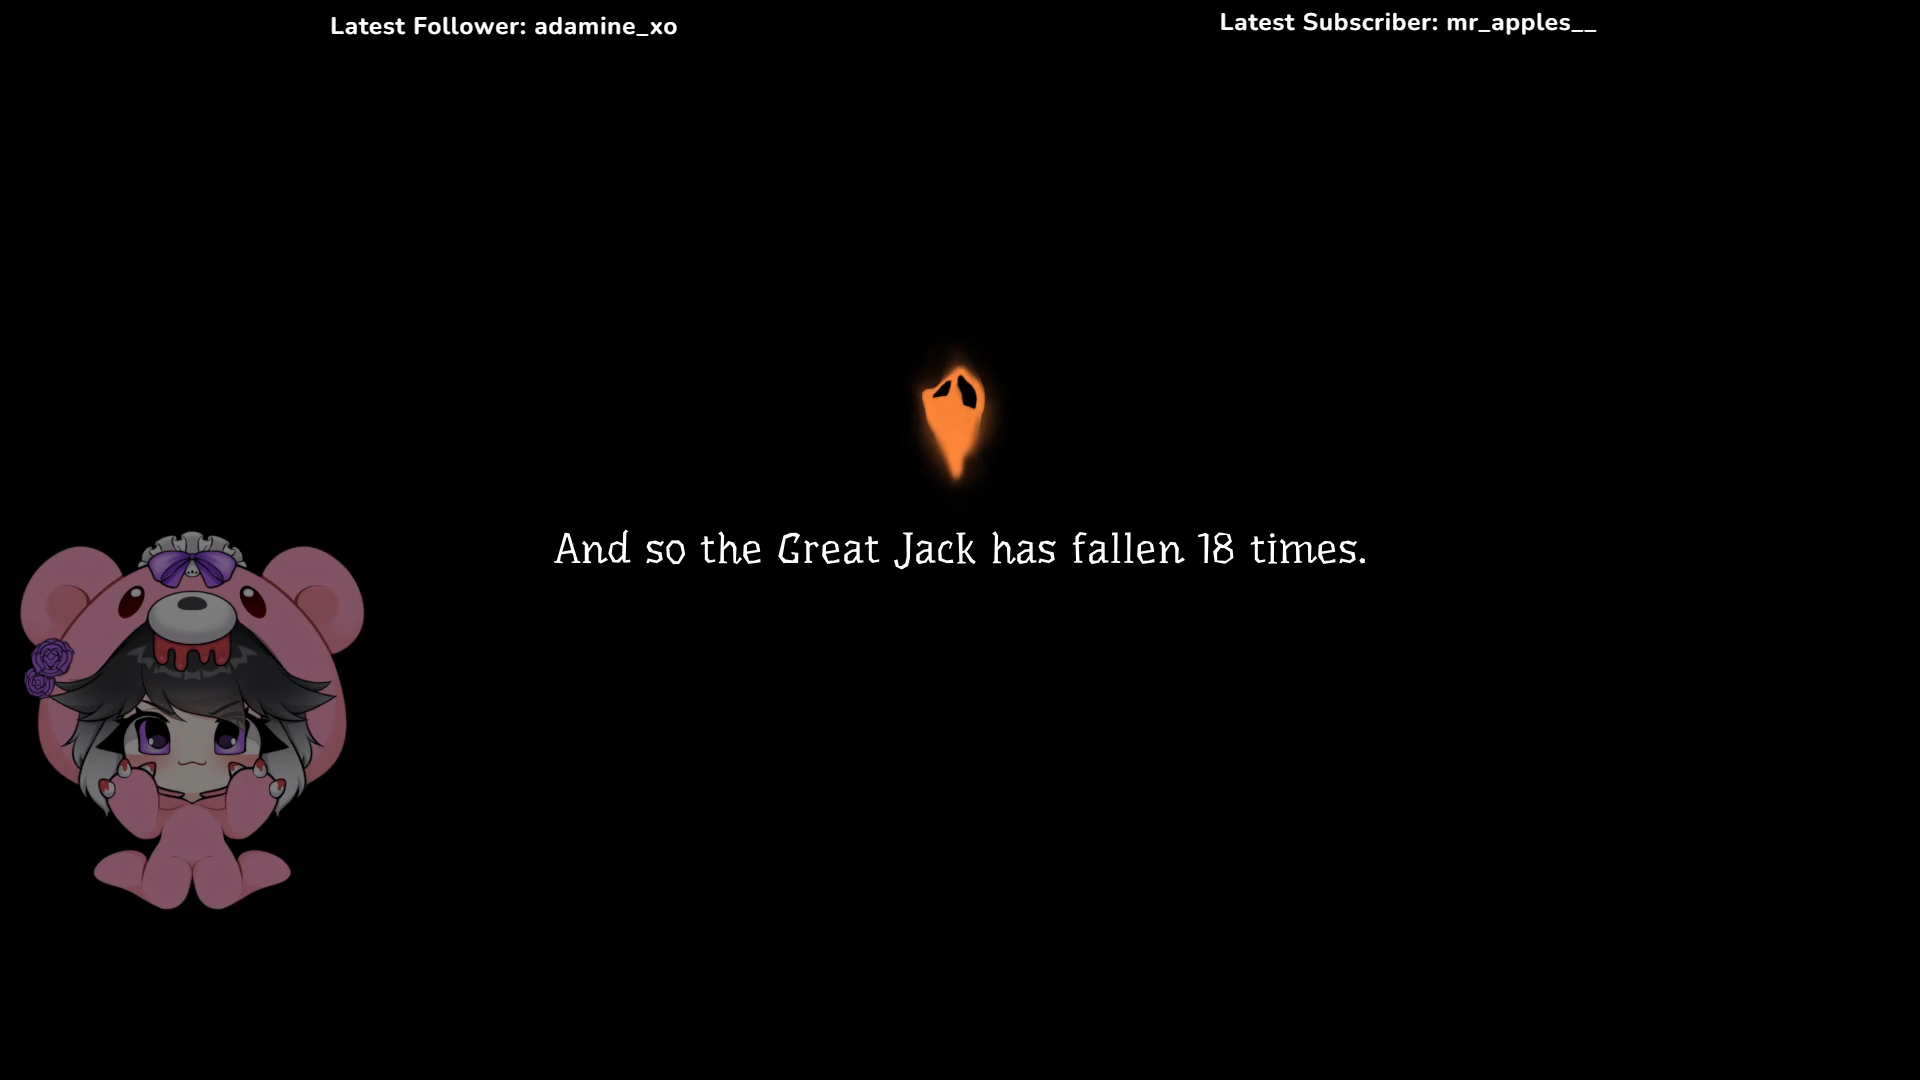 Latest Follower: adamine_xo
Latest Subscriber: mr_apples__
And so the Great Jack has fallen 18 times.